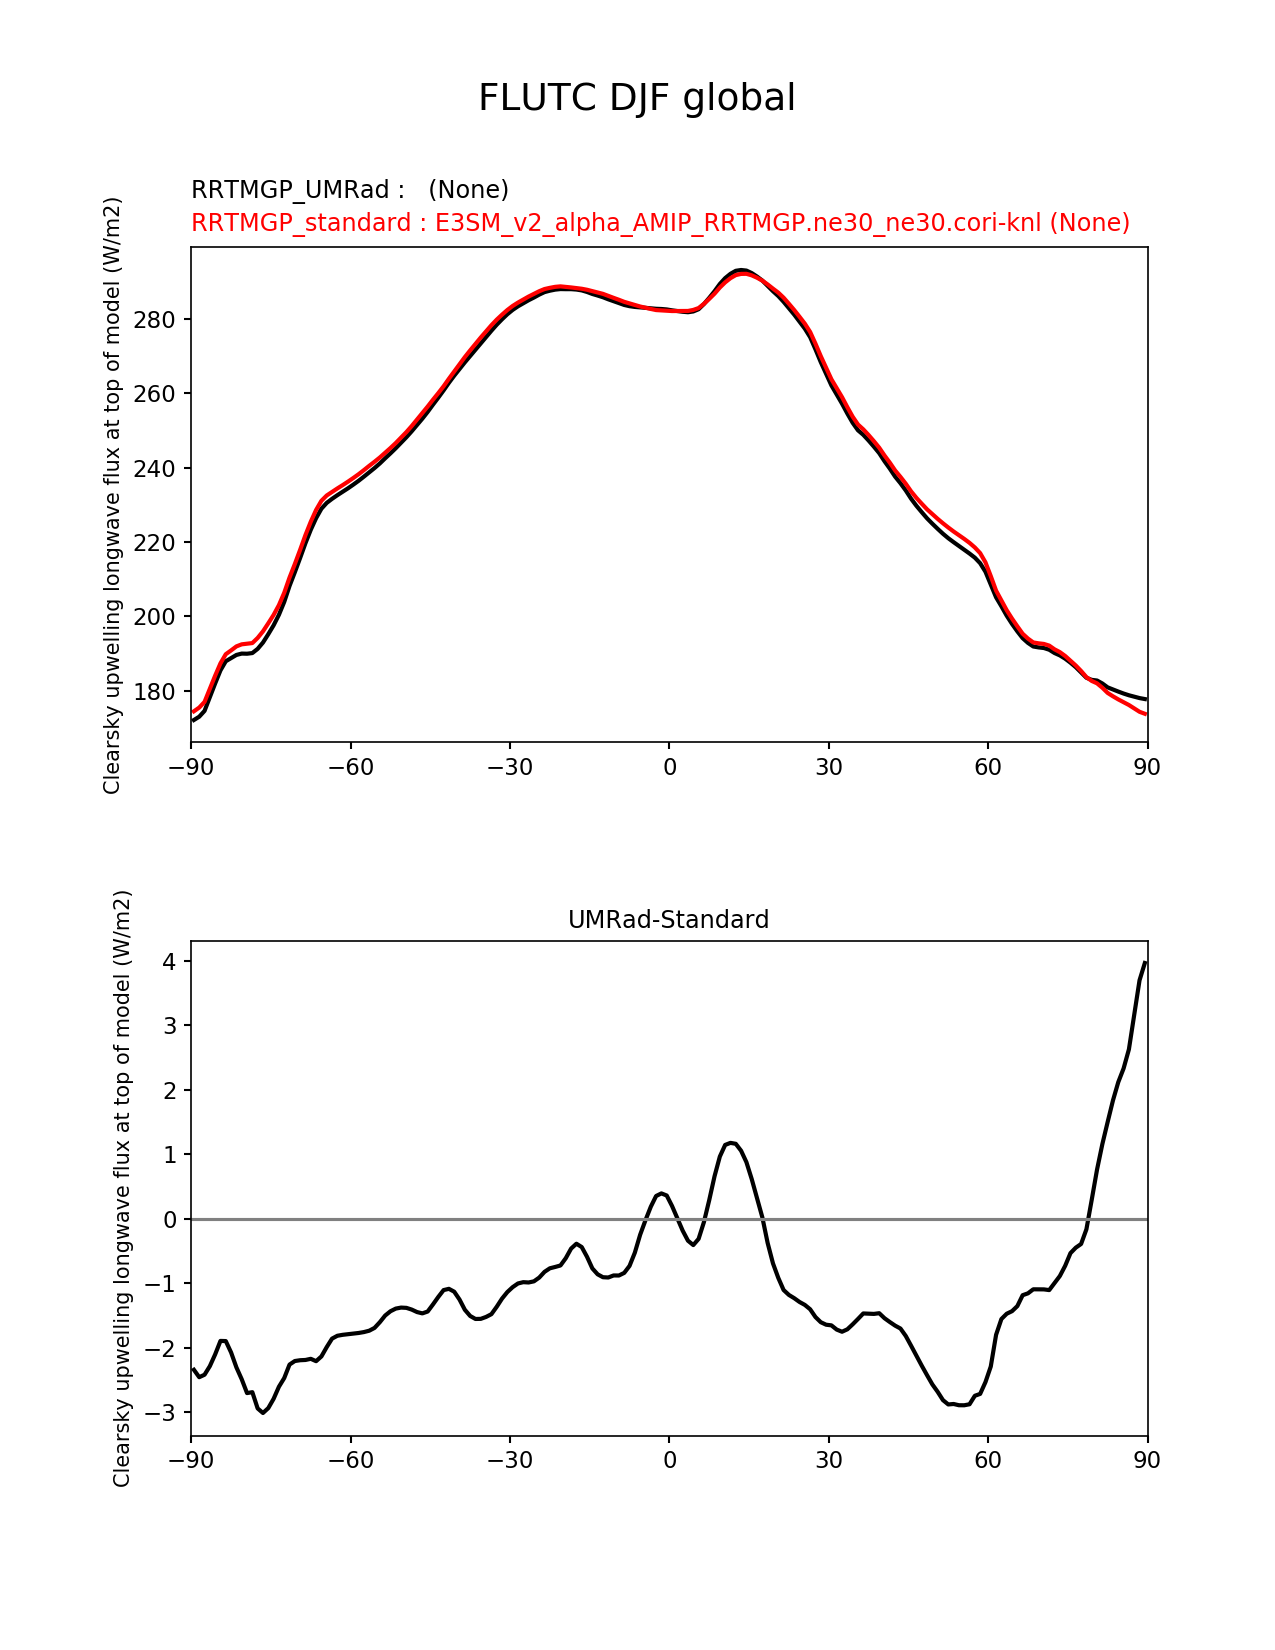 FLUTC DJF global
RRTMGP_UMRad :   (None)
RRTMGP_standard : E3SM_v2_alpha_AMIP_RRTMGP.ne30_ne30.cori-knl (None)
Clearsky upwelling longwave flux at top of model (W/m2)
280
260
240
220
200
180
−90 −60 −30 0 30 60 90
UMRad-Standard
Clearsky upwelling longwave flux at top of model (W/m2)
4
3
2
1
0
−1
−2
−3
−90 −60 −30 0 30 60 90